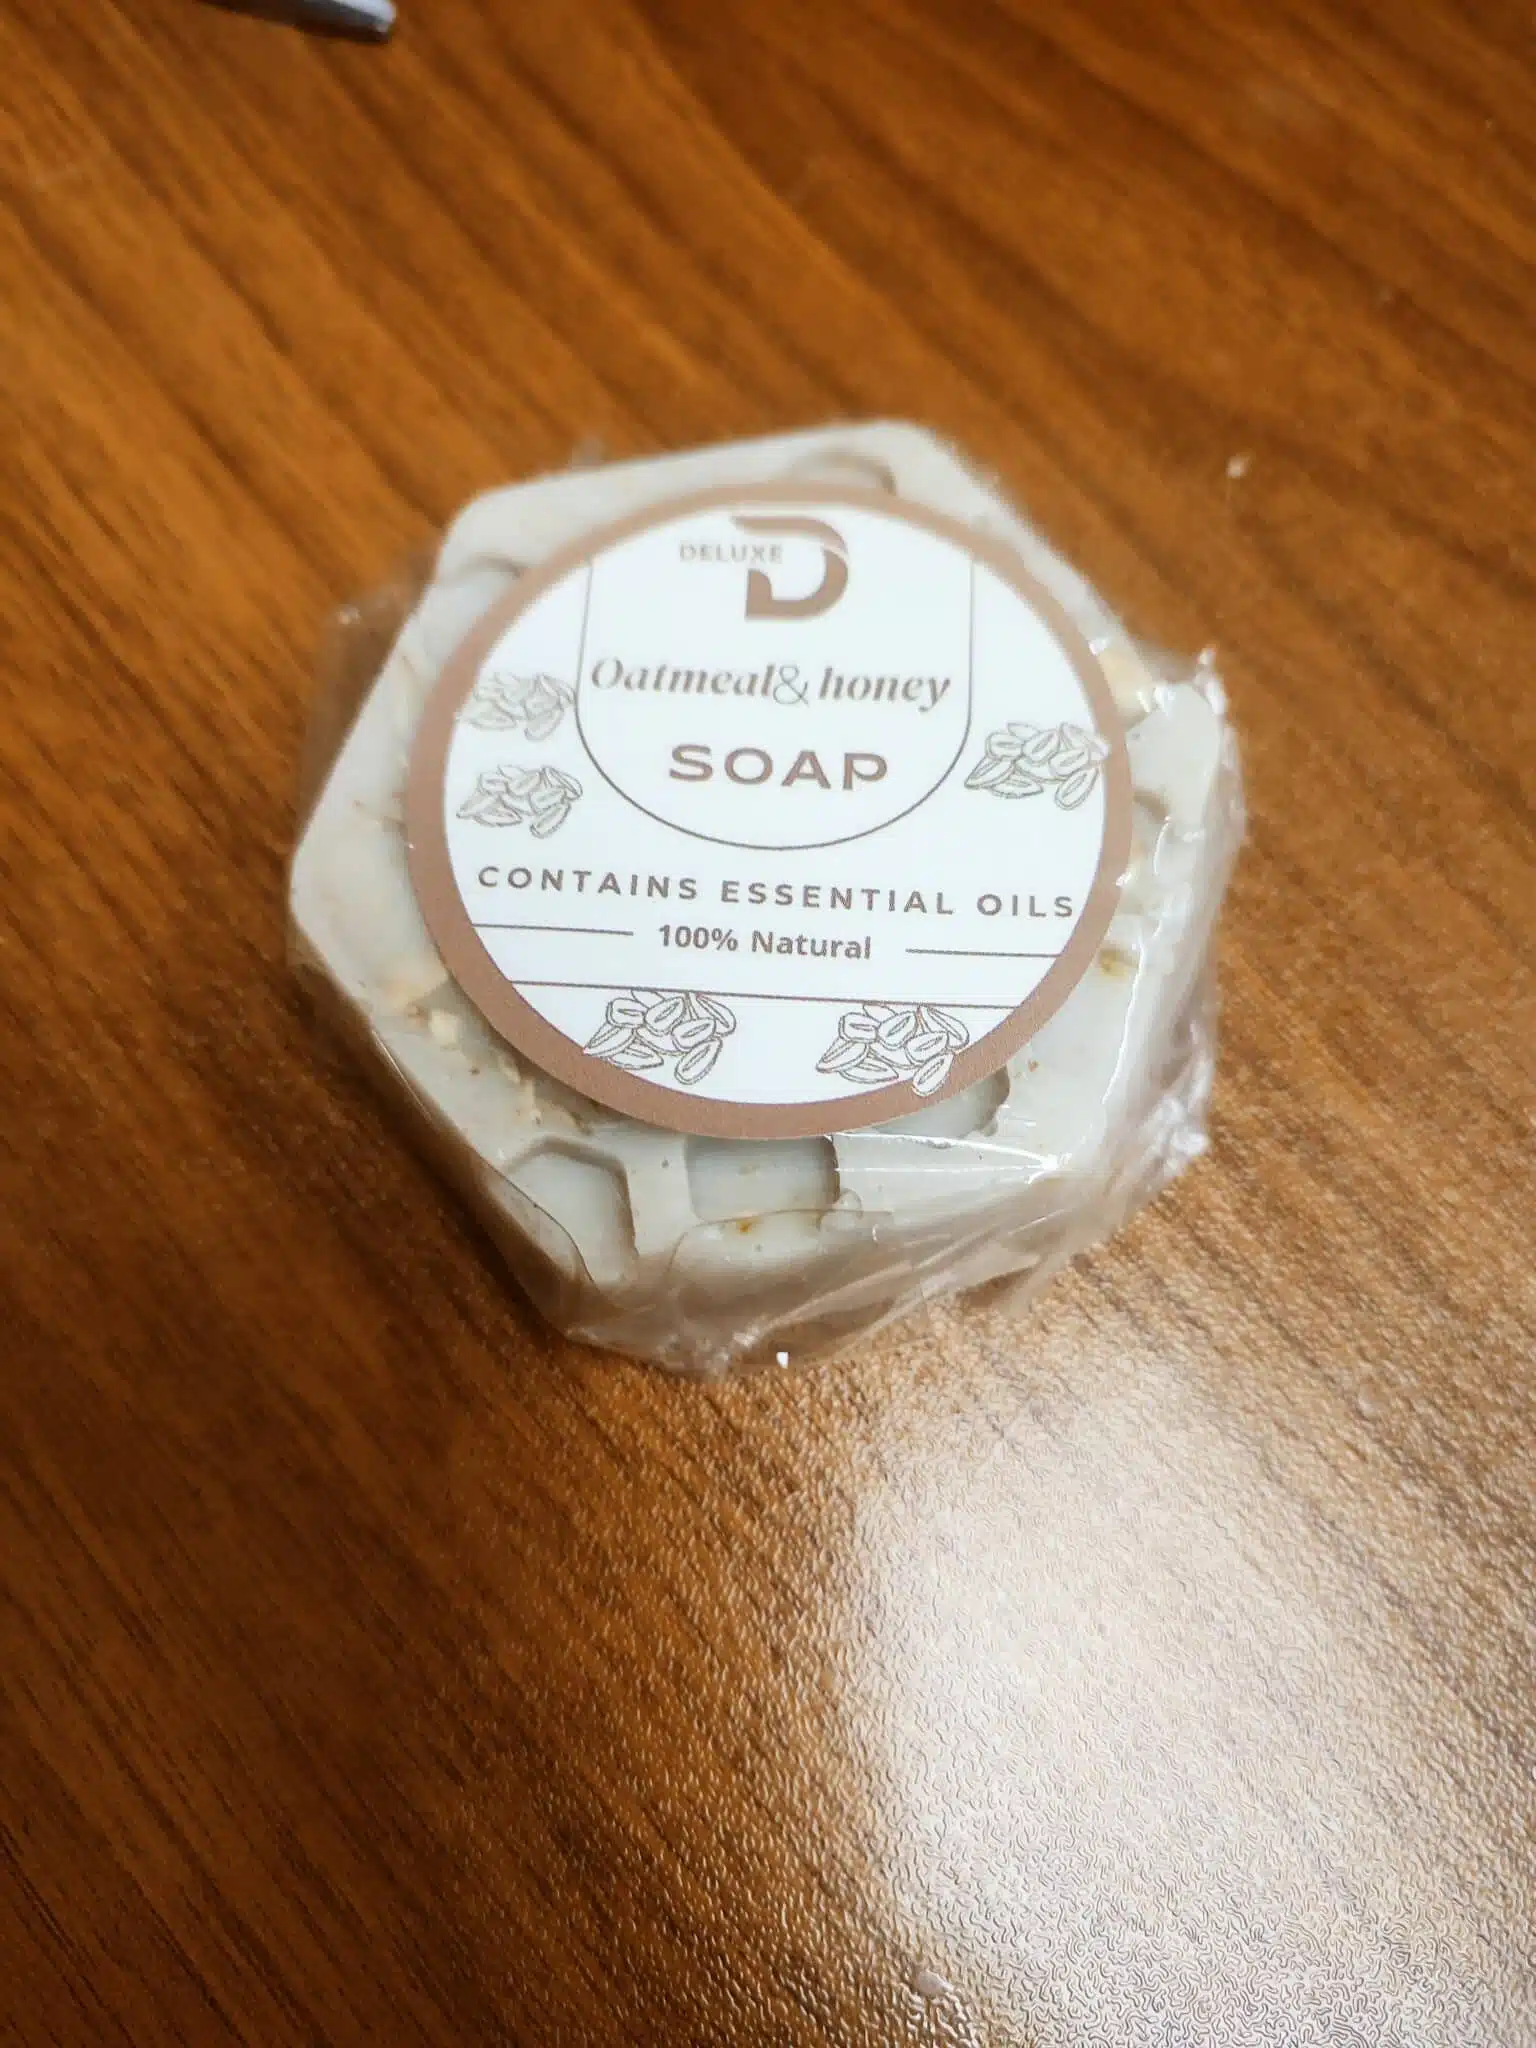 DELUXE
D
Oatmeal& honey
SOAP
CONTAINS ESSENTIAL OILS
100% Natural